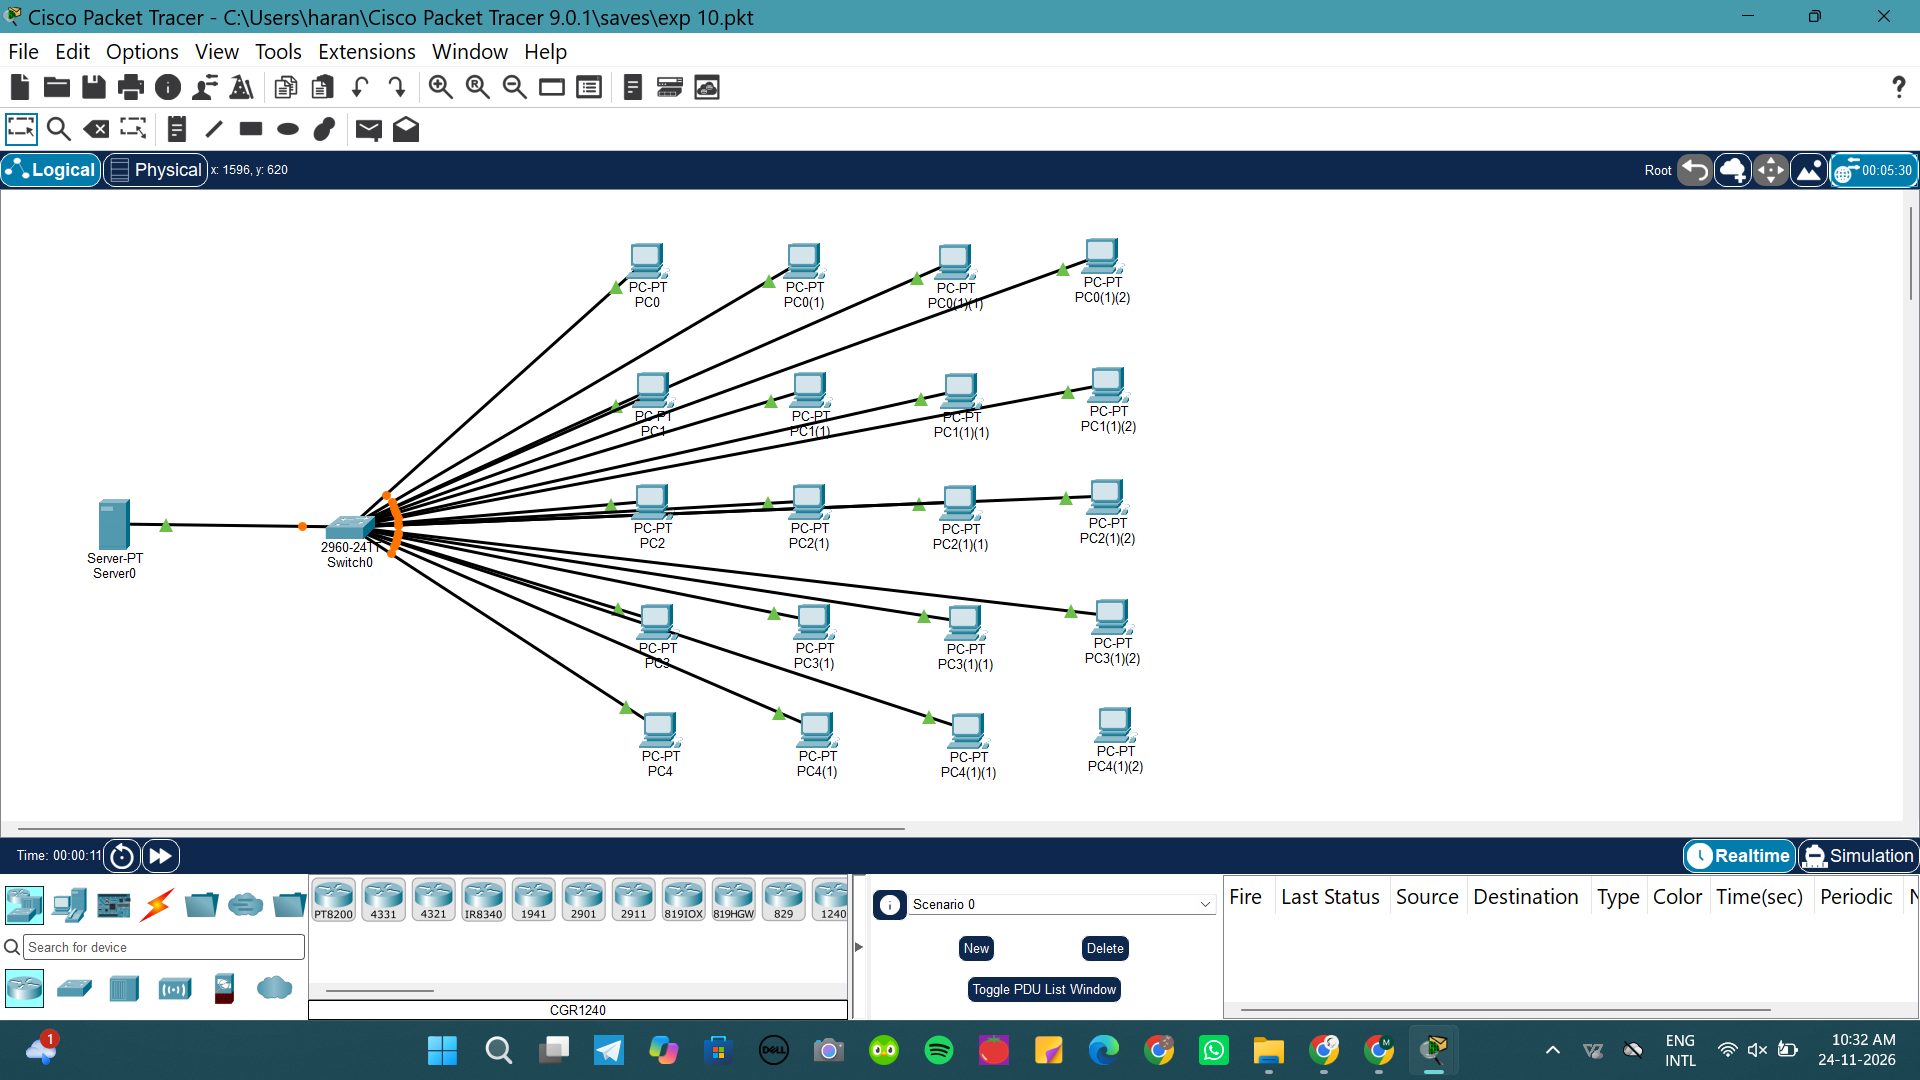 Cisco Packet Tracer - C:\Users\haran\Cisco Packet Tracer 9.0.1\saves\exp 10.pkt
File Edit Options View Tools Extensions Window Help
?
Logical Physical x: 1596, y: 620 Root 00:05:30
PC-PT
PC0
PC-PT
PC0(1)
PC-PT
PC0(1)(1)
PC-PT
PC0(1)(2)
PC-PT
PC1
PC-PT
PC1(1)
PC-PT
PC1(1)(1)
PC-PT
PC1(1)(2)
PC-PT
PC2
PC-PT
PC2(1)
PC-PT
PC2(1)(1)
PC-PT
PC2(1)(2)
Server-PT
Server0
2960-24TT
Switch0
PC-PT
PC3
PC-PT
PC3(1)
PC-PT
PC3(1)(1)
PC-PT
PC3(1)(2)
PC-PT
PC4
PC-PT
PC4(1)
PC-PT
PC4(1)(1)
PC-PT
PC4(1)(2)
Time: 00:00:11 Realtime Simulation
PT8200 4331 4321 IR8340 1941 2901 2911 819IOX 819HGW 829 1240
Search for device
CGR1240
Scenario 0
New Delete
Toggle PDU List Window
Fire Last Status Source Destination Type Color Time(sec) Periodic N
1
DELL
M
ENG
INTL
10:32 AM
24-11-2026